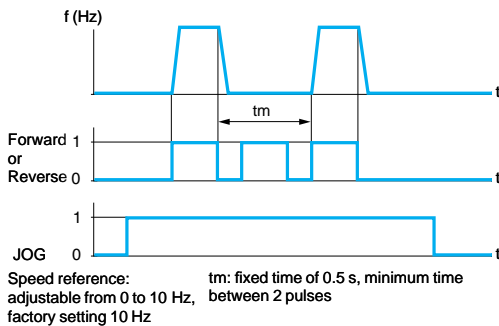 f (Hz)
t
tm
Forward
or
Reverse
1
0
t
1
JOG 0
t
Speed reference:
adjustable from 0 to 10 Hz,
factory setting 10 Hz
tm: fixed time of 0.5 s, minimum time
between 2 pulses